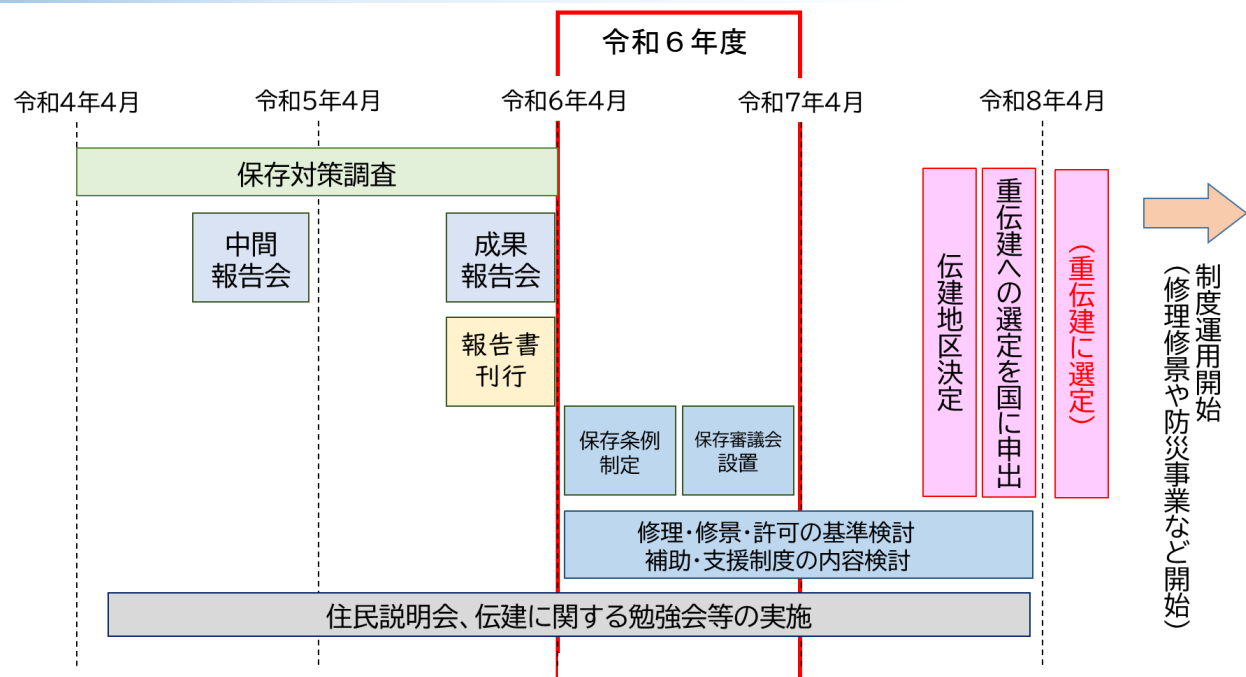 令和６年度
令和4年4月
令和5年4月
令和6年4月
令和7年4月
令和8年4月
保存対策調査
中間
報告会
成果
報告会
報告書
刊行
保存条例
制定
保存審議会
設置
修理・修景・許可の基準検討
補助・支援制度の内容検討
住民説明会、伝建に関する勉強会等の実施
伝建地区決定
重伝建への選定を国に申出
（重伝建に選定）
制度運用開始
（修理修景や防災事業など開始）